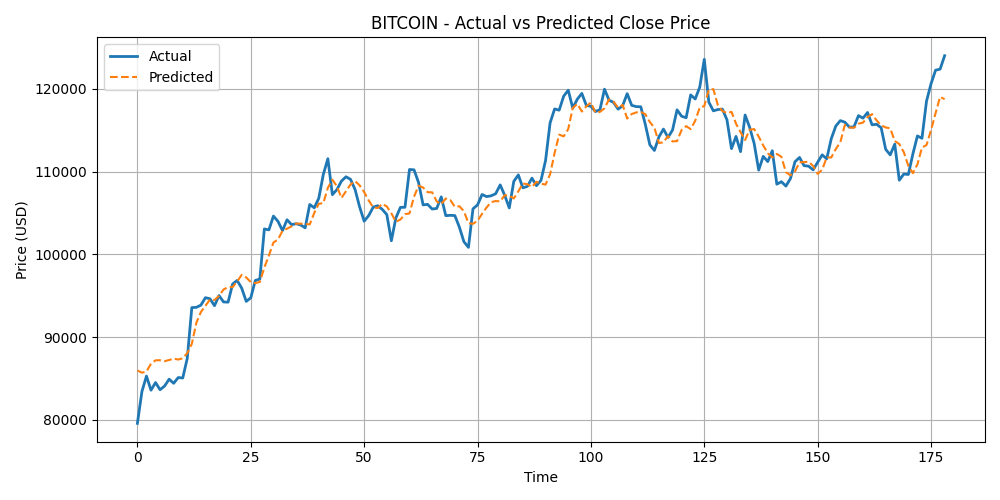 BITCOIN - Actual vs Predicted Close Price
Actual
Predicted
Price (USD)
120000
110000
100000
90000
80000
0 25 50 75 100 125 150 175
Time